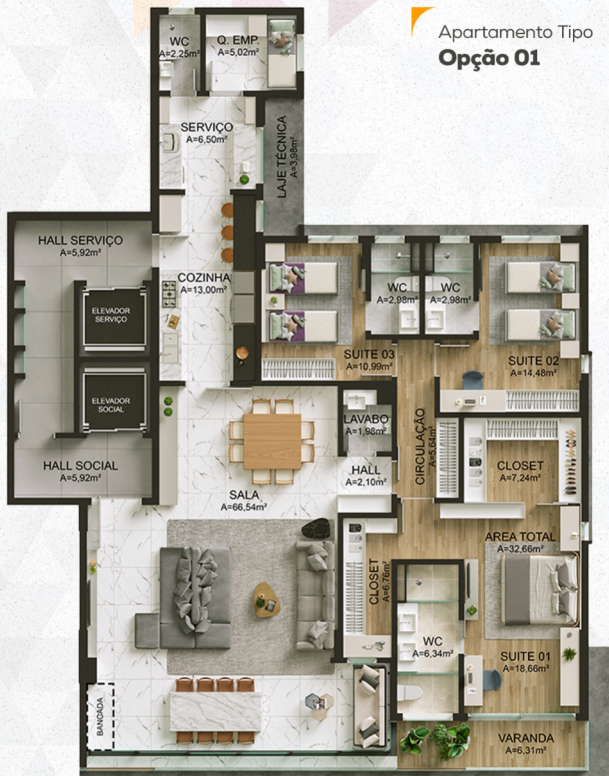 Apartamento Tipo
Opção 01
WC
A=2.25m²
Q. EMP.
A=5,02m²
SERVIÇO
A=6,50m²
LAJE TÉCNICA
A=3,98m²
HALL SERVIÇO
A=5,92m²
ELEVADOR
SERVIÇO
COZINHA
A=13,00m²
WC
A=2,98m²
WC
A=2,98m²
SUITE 03
A=10,99m²
SUITE 02
A=14,48m²
ELEVADOR
SOCIAL
LAVABO
A=1,98m²
CIRCULAÇÃO
A=5,64m²
HALL SOCIAL
A=5,92m²
HALL
A=2,10m²
CLOSET
A=7,24m²
SALA
A=66,54m²
AREA TOTAL
A=32,66m²
CLOSET
A=6,76m²
WC
A=6,34m²
SUITE 01
A=18,66m²
BANCADA
VARANDA
A=6,31m²